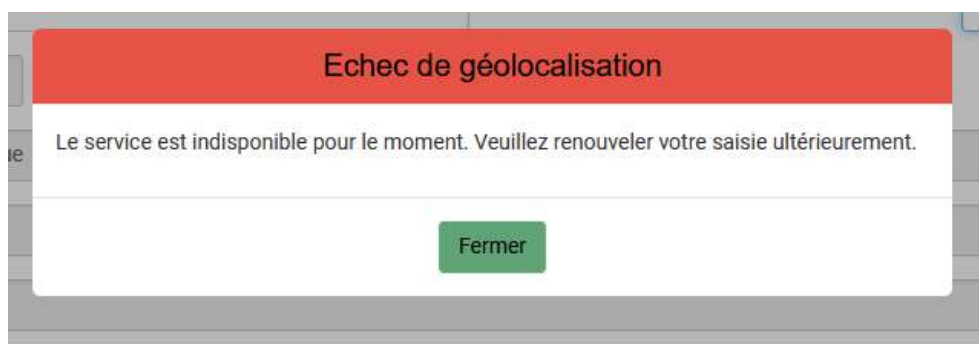 Echec de géolocalisation
Le service est indisponible pour le moment. Veuillez renouveler votre saisie ultérieurement.
Fermer